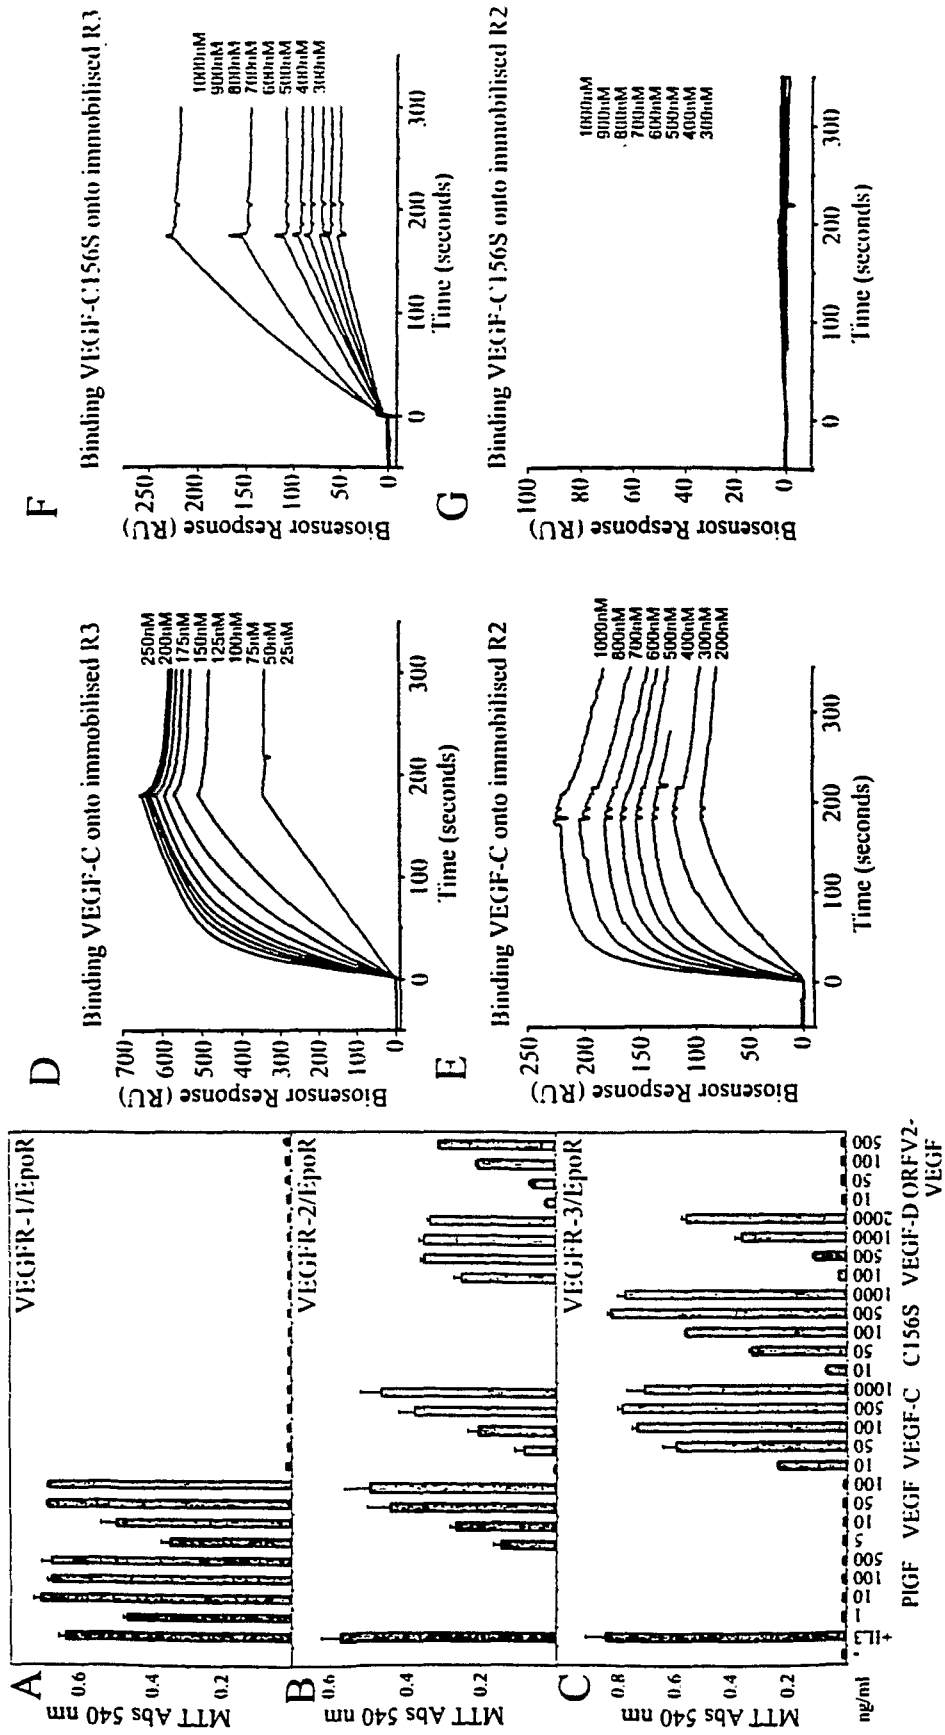 A
VEGFR-1/EpoR
MTT Abs 540 nm
0.6
0.4
0.2
B
VEGFR-2/EpoR
MTT Abs 540 nm
0.6
0.4
0.2
C
VEGFR-3/EpoR
MTT Abs 540 nm
0.8
0.6
0.4
0.2
ng/ml
- +IL3 1 10 100 500 5 10 50 100 10 50 100 500 1000 10 50 100 500 1000 100 500 1000 2000 10 50 100 500
PlGF VEGF VEGF-C C156S VEGF-D ORFV2-
VEGF
D
Binding VEGF-C onto immobilised R3
Biosensor Response (RU)
700
600
500
400
300
200
100
0
250nM
200nM
175nM
150nM
125nM
100nM
75nM
50nM
25nM
0 100 200 300
Time (seconds)
E
Binding VEGF-C onto immobilised R2
Biosensor Response (RU)
250
200
150
100
50
0
1000nM
800nM
700nM
600nM
500nM
400nM
300nM
200nM
0 100 200 300
Time (seconds)
F
Binding VEGF-C156S onto immobilised R3
Biosensor Response (RU)
250
200
150
100
50
0
1000nM
900nM
800nM
700nM
600nM
500nM
400nM
300nM
0 100 200 300
Time (seconds)
G
Binding VEGF-C156S onto immobilised R2
Biosensor Response (RU)
100
80
60
40
20
0
1000nM
900nM
800nM
700nM
600nM
500nM
400nM
300nM
0 100 200 300
Time (seconds)